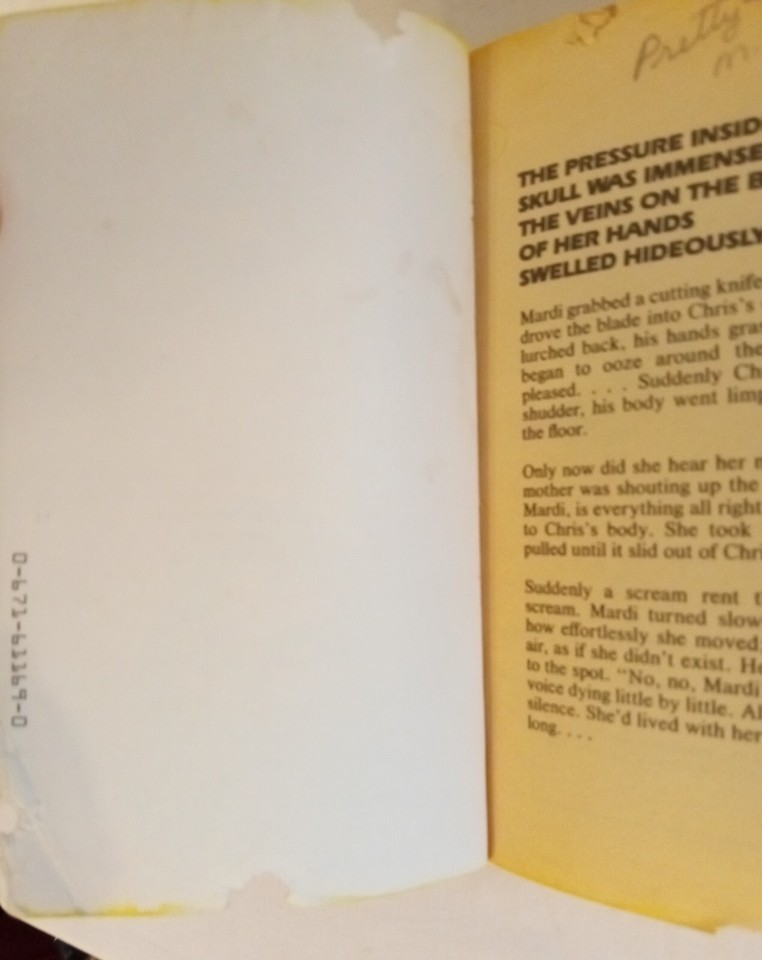 0-671-61169-0
Pretty
m
THE PRESSURE INSID
SKULL WAS IMMENSE
THE VEINS ON THE B
OF HER HANDS
SWELLED HIDEOUSLY
Mardi grabbed a cutting knife
drove the blade into Chris's
lurched back, his hands gras
began to ooze around the
pleased. . . . Suddenly Ch
shudder, his body went limp
the floor.
Only now did she hear her m
mother was shouting up the
Mardi, is everything all right
to Chris's body. She took
pulled until it slid out of Chri
Suddenly a scream rent t
scream. Mardi turned slow
how effortlessly she moved,
air, as if she didn't exist. He
to the spot. "No, no, Mardi
voice dying little by little. Al
silence. She'd lived with her
long. . . .